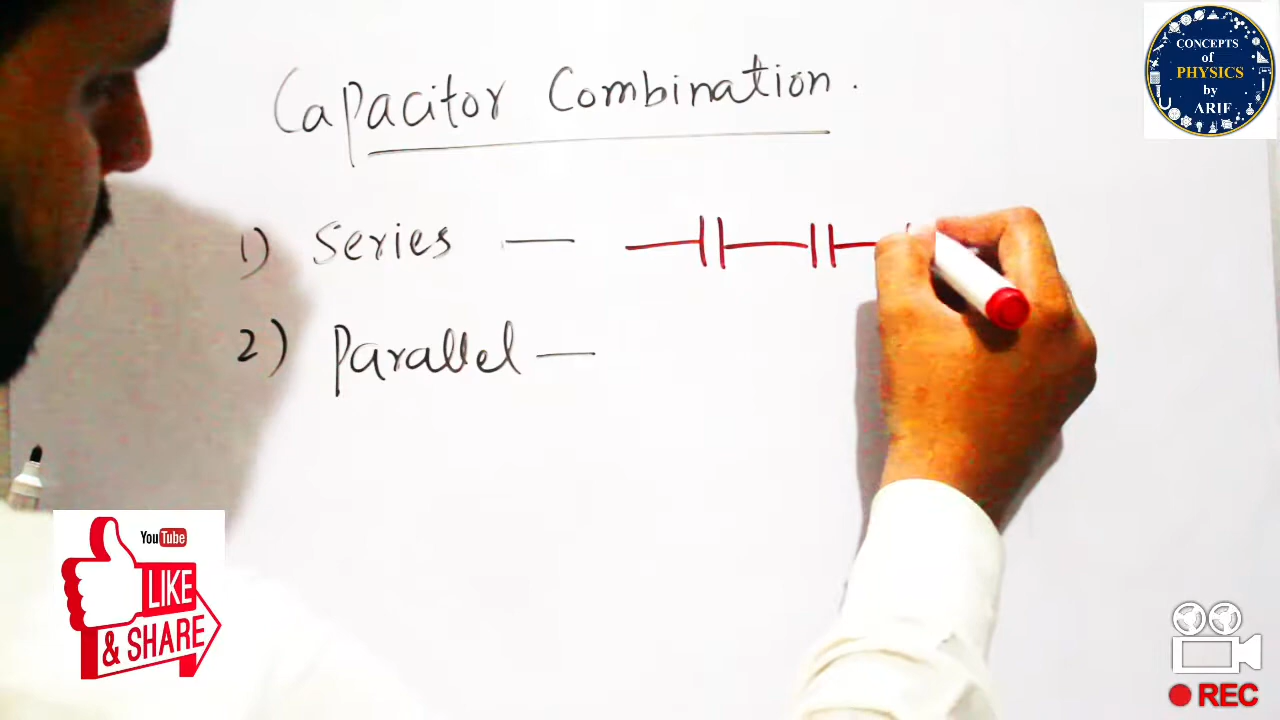 CONCEPTS
of
PHYSICS
by
ARIF
Capacitor Combination.
1) Series —
2) Parallel —
YouTube
LIKE
& SHARE
REC